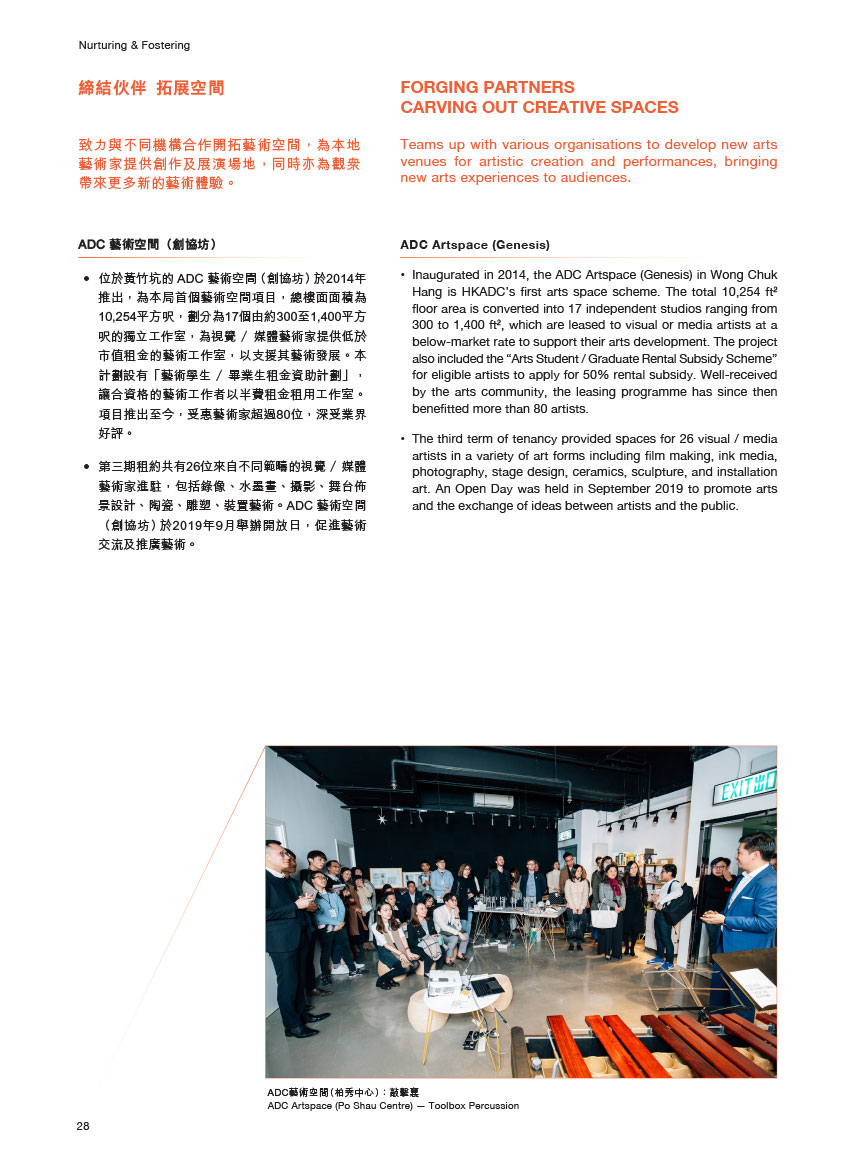 Nurturing & Fostering
締結伙伴 拓展空間
致力與不同機構合作開拓藝術空間，為本地
藝術家提供創作及展演場地，同時亦為觀眾
帶來更多新的藝術體驗。
ADC 藝術空間（創協坊）
• 位於黃竹坑的 ADC 藝術空間（創協坊）於2014年
推出，為本局首個藝術空間項目，總樓面面積為
10,254平方呎，劃分為17個由約300至1,400平方
呎的獨立工作室，為視覺 / 媒體藝術家提供低於
市值租金的藝術工作室，以支援其藝術發展。本
計劃設有「藝術學生 / 畢業生租金資助計劃」，
讓合資格的藝術工作者以半費租金租用工作室。
項目推出至今，受惠藝術家超過80位，深受業界
好評。
• 第三期租約共有26位來自不同範疇的視覺 / 媒體
藝術家進駐，包括錄像、水墨畫、攝影、舞台佈
景設計、陶瓷、雕塑、裝置藝術。ADC 藝術空間
（創協坊）於2019年9月舉辦開放日，促進藝術
交流及推廣藝術。
FORGING PARTNERS
CARVING OUT CREATIVE SPACES
Teams up with various organisations to develop new arts
venues for artistic creation and performances, bringing
new arts experiences to audiences.
ADC Artspace (Genesis)
• Inaugurated in 2014, the ADC Artspace (Genesis) in Wong Chuk
Hang is HKADC's first arts space scheme. The total 10,254 ft²
floor area is converted into 17 independent studios ranging from
300 to 1,400 ft², which are leased to visual or media artists at a
below-market rate to support their arts development. The project
also included the “Arts Student / Graduate Rental Subsidy Scheme”
for eligible artists to apply for 50% rental subsidy. Well-received
by the arts community, the leasing programme has since then
benefitted more than 80 artists.
• The third term of tenancy provided spaces for 26 visual / media
artists in a variety of art forms including film making, ink media,
photography, stage design, ceramics, sculpture, and installation
art. An Open Day was held in September 2019 to promote arts
and the exchange of ideas between artists and the public.
EXIT出口
ADC藝術空間（柏秀中心）：敲擊襄
ADC Artspace (Po Shau Centre) — Toolbox Percussion
28